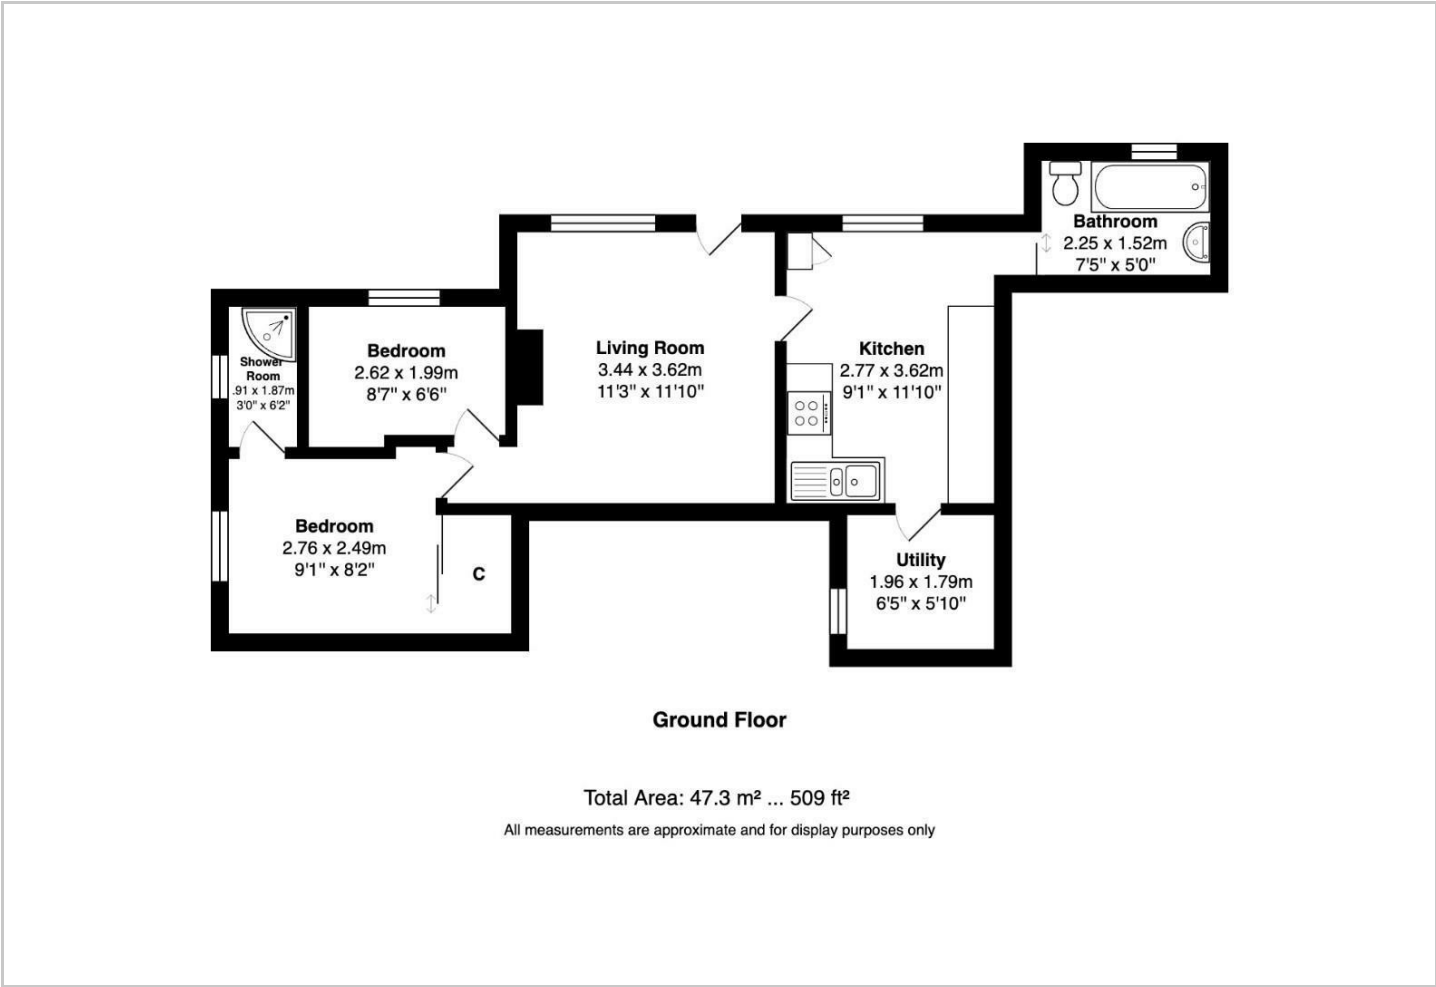 Bathroom
2.25 x 1.52m
7'5" x 5'0"
Shower
Room
.91 x 1.87m
3'0" x 6'2"
Bedroom
2.62 x 1.99m
8'7" x 6'6"
Living Room
3.44 x 3.62m
11'3" x 11'10"
Kitchen
2.77 x 3.62m
9'1" x 11'10"
Bedroom
2.76 x 2.49m
9'1" x 8'2"
C
Utility
1.96 x 1.79m
6'5" x 5'10"
Ground Floor
Total Area: 47.3 m² ... 509 ft²
All measurements are approximate and for display purposes only